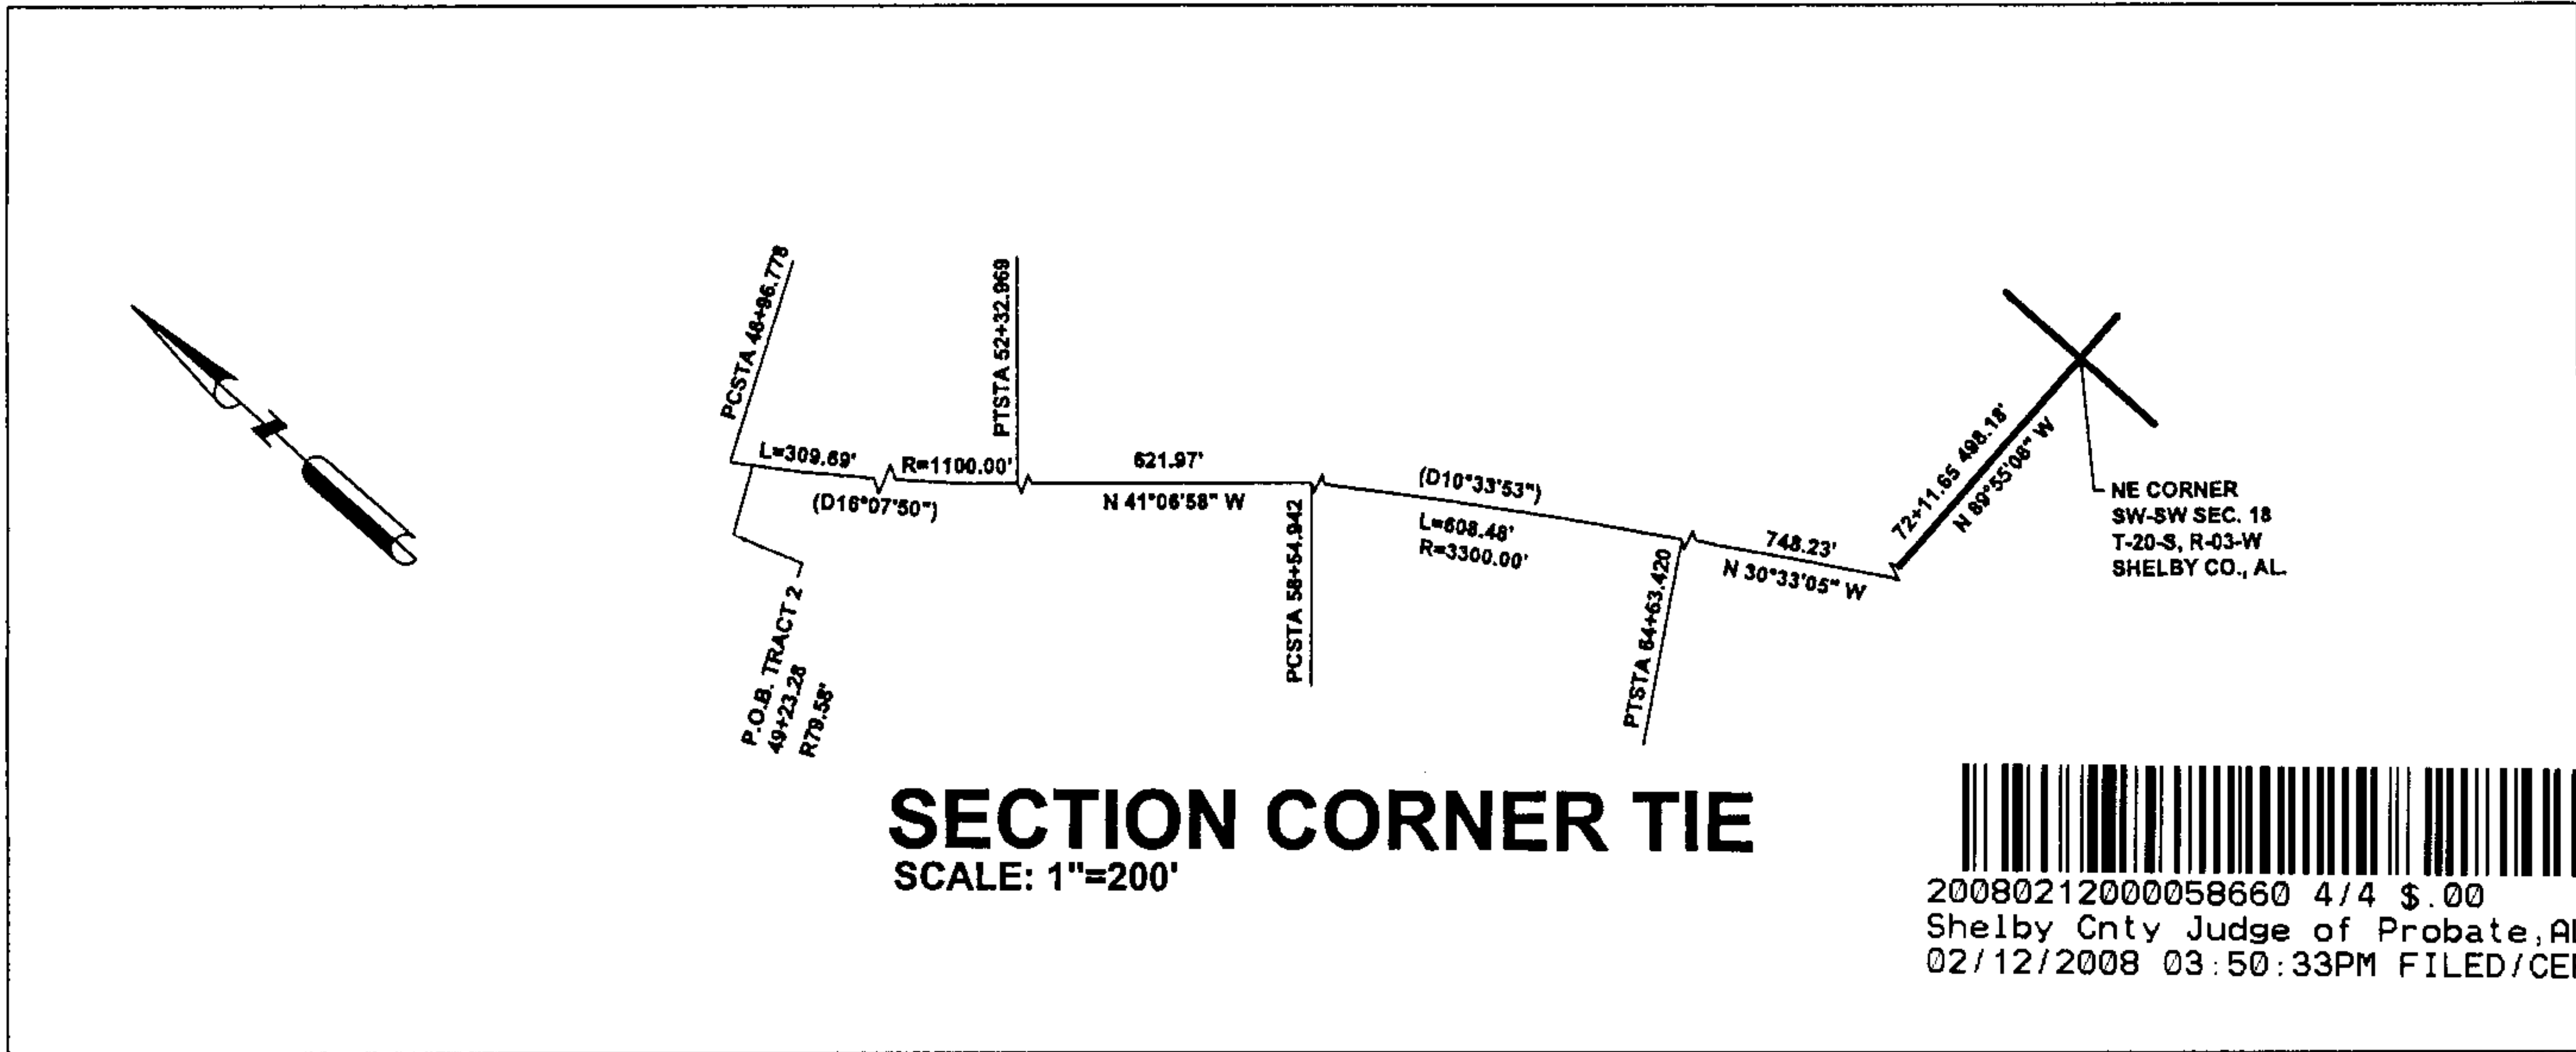 PCSTA 48+96.778
PTSTA 52+32.969
L=309.69'
R=1100.00'
(D16°07'50")
N
621.97'
N 41°06'58" W
(D10°33'53")
L=608.48'
R=3300.00'
PCSTA 58+54.942
PTSTA 64+63.420
748.23'
N 30°33'05" W
72+11.65 498.18'
N 89°55'08" W
NE CORNER
SW-SW SEC. 18
T-20-S, R-03-W
SHELBY CO., AL.
P.O.B. TRACT 2
49+23.28
R79.58'
SECTION CORNER TIE
SCALE: 1"=200'
20080212000058660 4/4 $.00
Shelby Cnty Judge of Probate,
02/12/2008 03:50:33PM FILED/